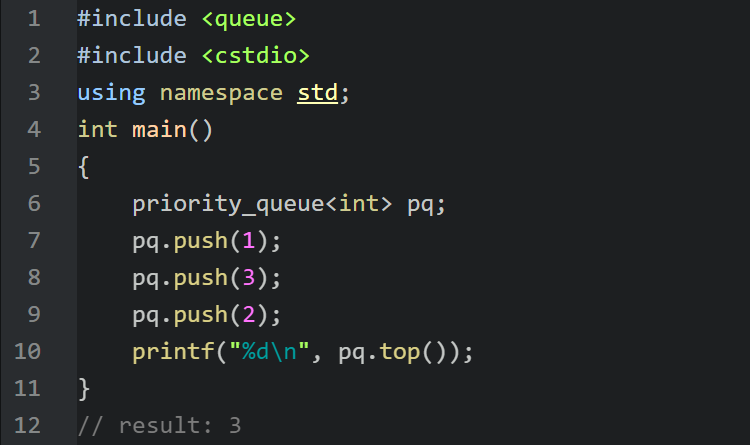 1 #include <queue>
2 #include <cstdio>
3 using namespace std;
4 int main()
5 {
6     priority_queue<int> pq;
7     pq.push(1);
8     pq.push(3);
9     pq.push(2);
10     printf("%d\n", pq.top());
11 }
12 // result: 3